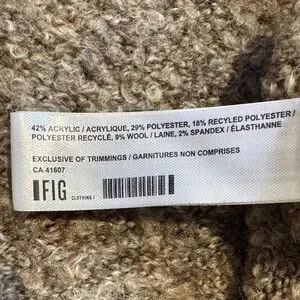 42% ACRYLIC / ACRYLIQUE, 29% POLYESTER, 18% RECYLED POLYESTER /
POLYESTER RECYCLÉ, 9% WOOL / LAINE, 2% SPANDEX / ÉLASTHANNE
EXCLUSIVE OF TRIMMINGS / GARNITURES NON COMPRISES
CA 41607
FIG
CLOTHING /